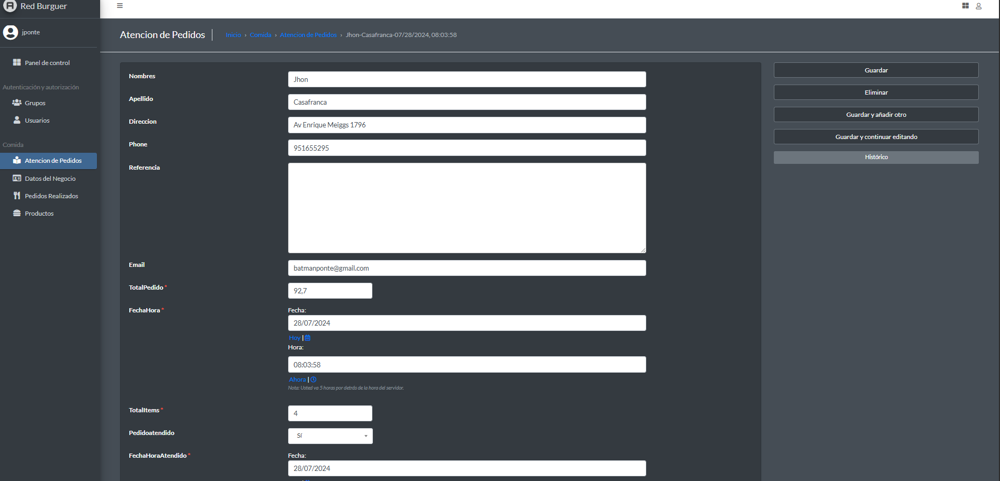 Red Burguer
jponte
Panel de control
Autenticación y autorización
Grupos
Usuarios
Comida
Atencion de Pedidos
Datos del Negocio
Pedidos Realizados
Productos
Atencion de Pedidos
Inicio › Comida › Atencion de Pedidos › Jhon-Casafranca-07/28/2024, 08:03:58
Nombres
Jhon
Apellido
Casafranca
Direccion
Av Enrique Meiggs 1796
Phone
951655295
Referencia
Email
batmanponte@gmail.com
TotalPedido *
92,7
FechaHora *
Fecha:
28/07/2024
Hoy |
Hora:
08:03:58
Ahora |
Nota: Usted va 5 horas por detrás de la hora del servidor.
TotalItems *
4
Pedidoatendido
Sí
FechaHoraAtendido *
Fecha:
28/07/2024
Guardar
Eliminar
Guardar y añadir otro
Guardar y continuar editando
Histórico